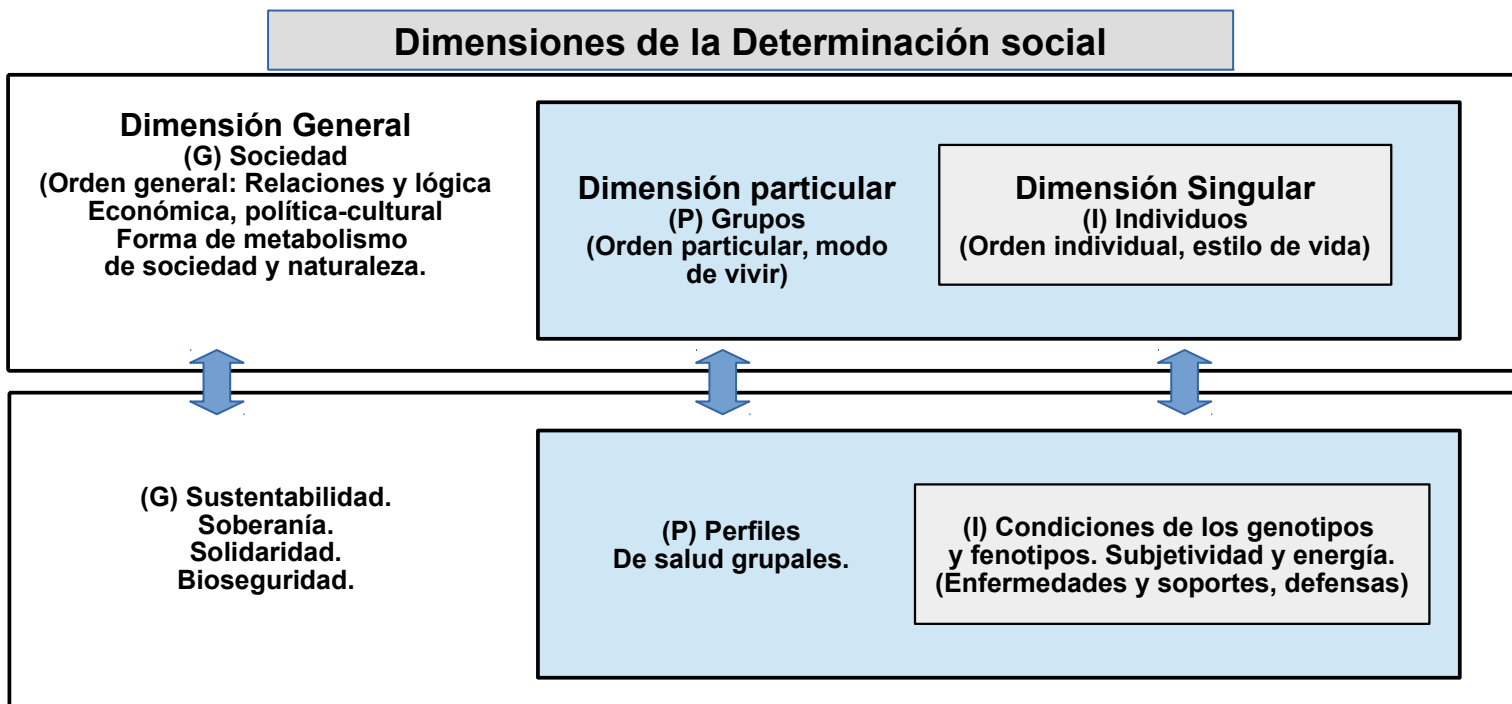 Dimensiones de la Determinación social
Dimensión General
(G) Sociedad
(Orden general: Relaciones y lógica
Económica, política-cultural
Forma de metabolismo
de sociedad y naturaleza.
Dimensión particular
(P) Grupos
(Orden particular, modo
de vivir)
Dimensión Singular
(I) Individuos
(Orden individual, estilo de vida)
(G) Sustentabilidad.
Soberanía.
Solidaridad.
Bioseguridad.
(P) Perfiles
De salud grupales.
(I) Condiciones de los genotipos
y fenotipos. Subjetividad y energía.
(Enfermedades y soportes, defensas)